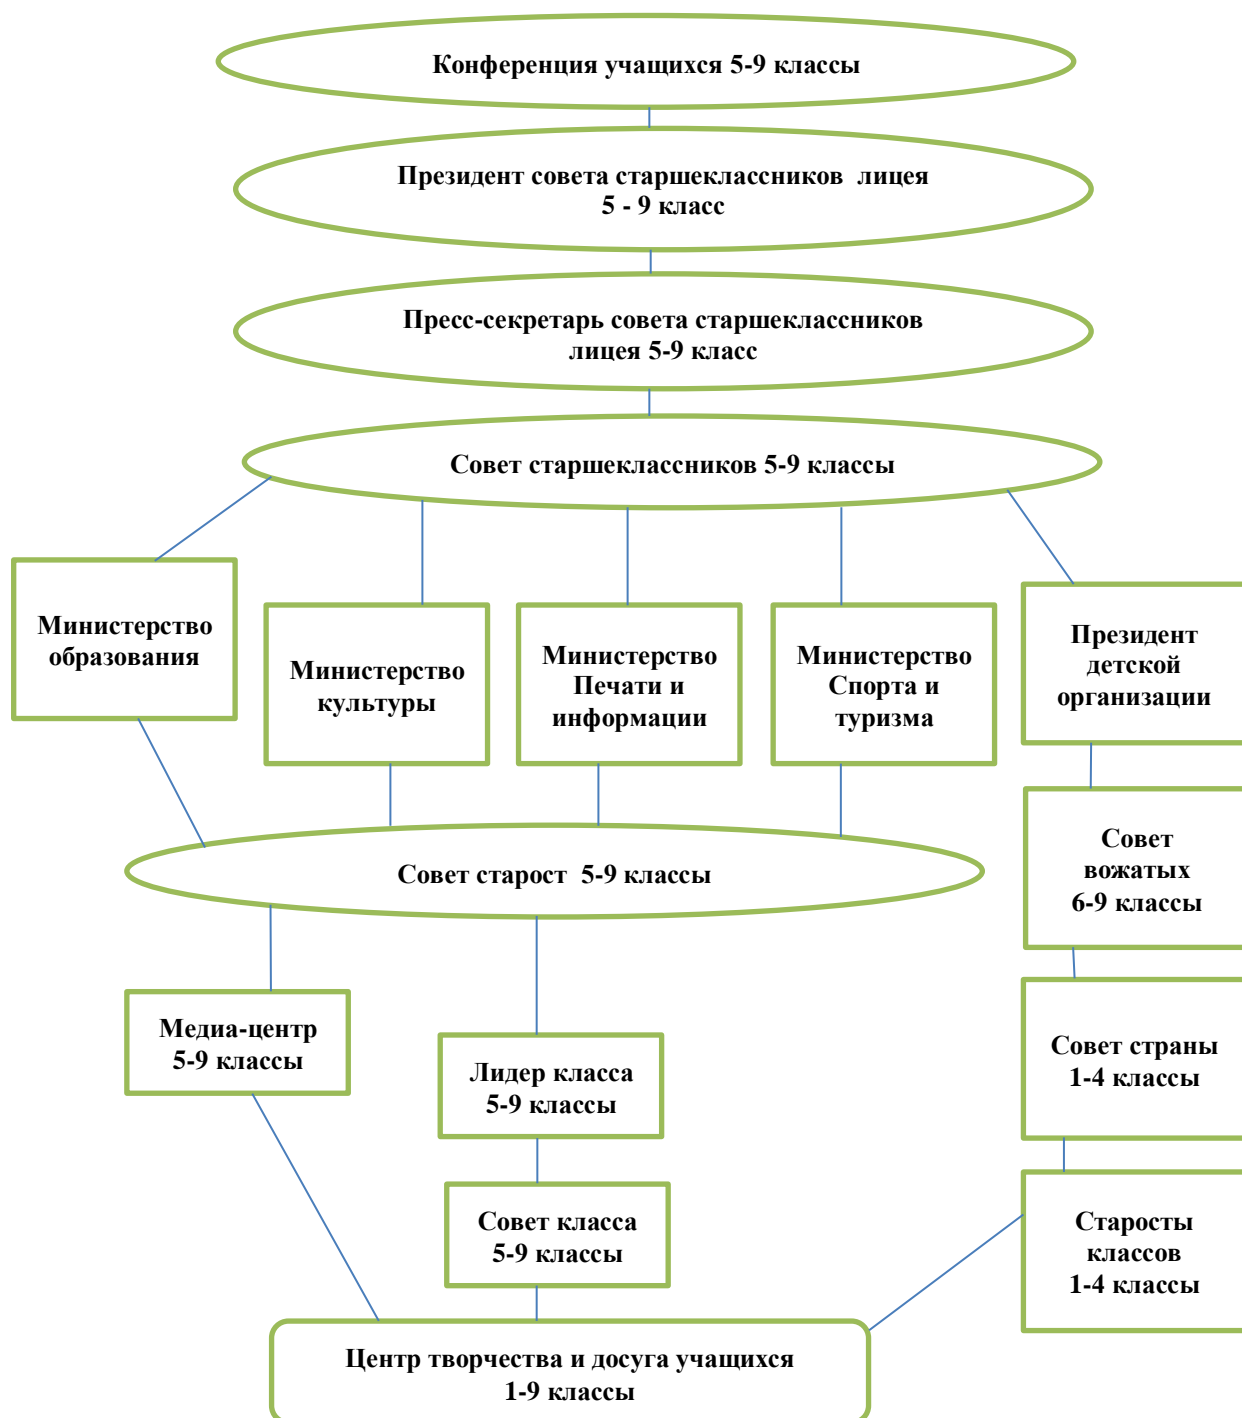 Конференция учащихся 5-9 классы
Президент совета старшеклассников лицея
5 - 9 класс
Пресс-секретарь совета старшеклассников
лицея 5-9 класс
Совет старшеклассников 5-9 классы
Министерство
образования
Министерство
культуры
Министерство
Печати и
информации
Министерство
Спорта и
туризма
Президент
детской
организации
Совет
вожатых
6-9 классы
Совет старост 5-9 классы
Медиа-центр
5-9 классы
Лидер класса
5-9 классы
Совет страны
1-4 классы
Совет класса
5-9 классы
Старосты
классов
1-4 классы
Центр творчества и досуга учащихся
1-9 классы